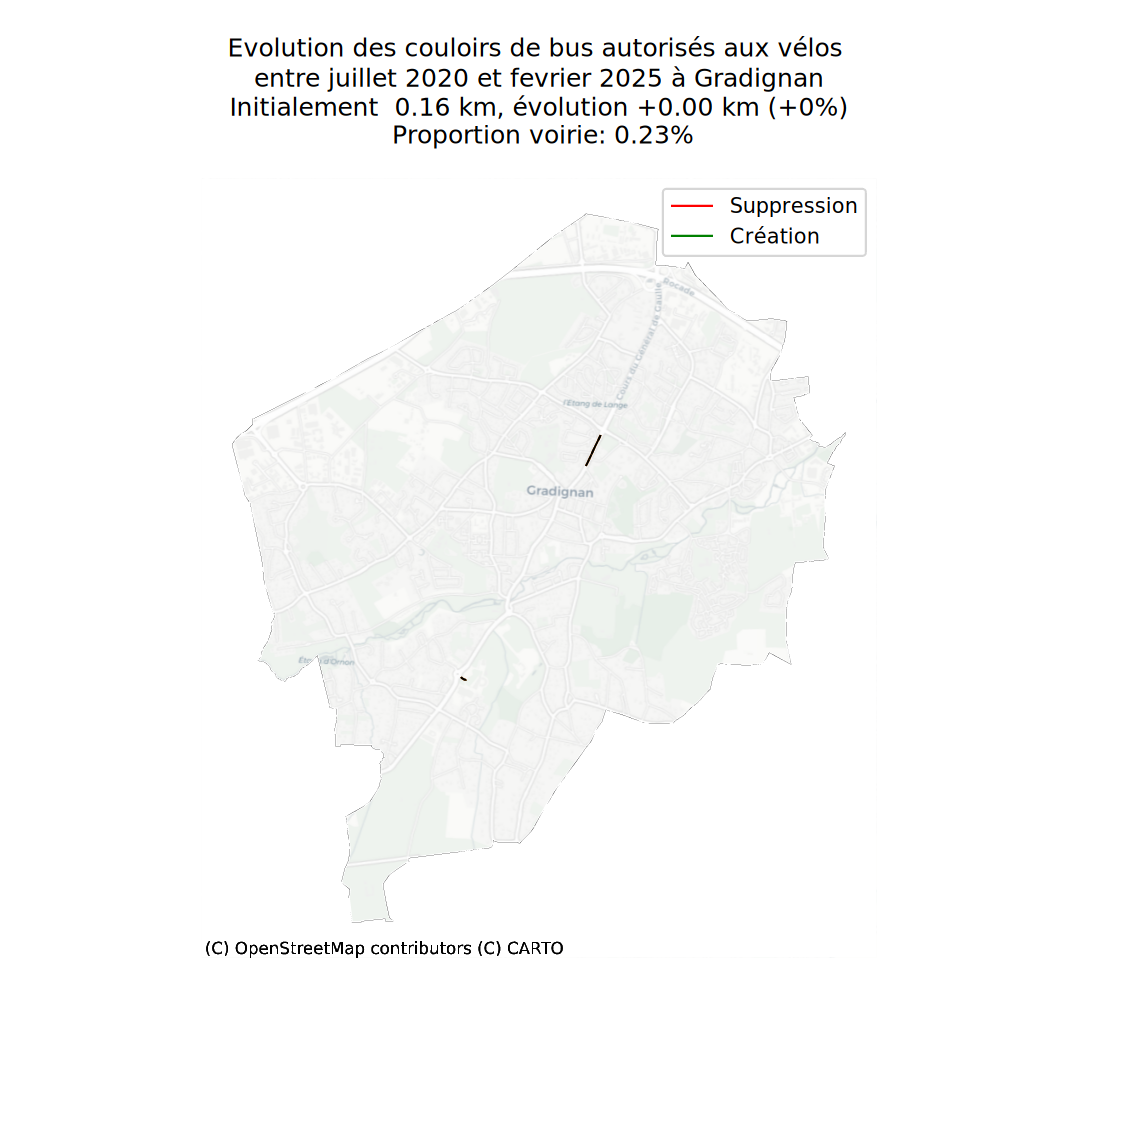 Evolution des couloirs de bus autorisés aux vélos
entre juillet 2020 et fevrier 2025 à Gradignan
Initialement  0.16 km, évolution +0.00 km (+0%)
Proportion voirie: 0.23%
Suppression
Création
Rocade
Cours du Général de Gaulle
l'Étang de Lange
Gradignan
d'Ornon
(C) OpenStreetMap contributors (C) CARTO